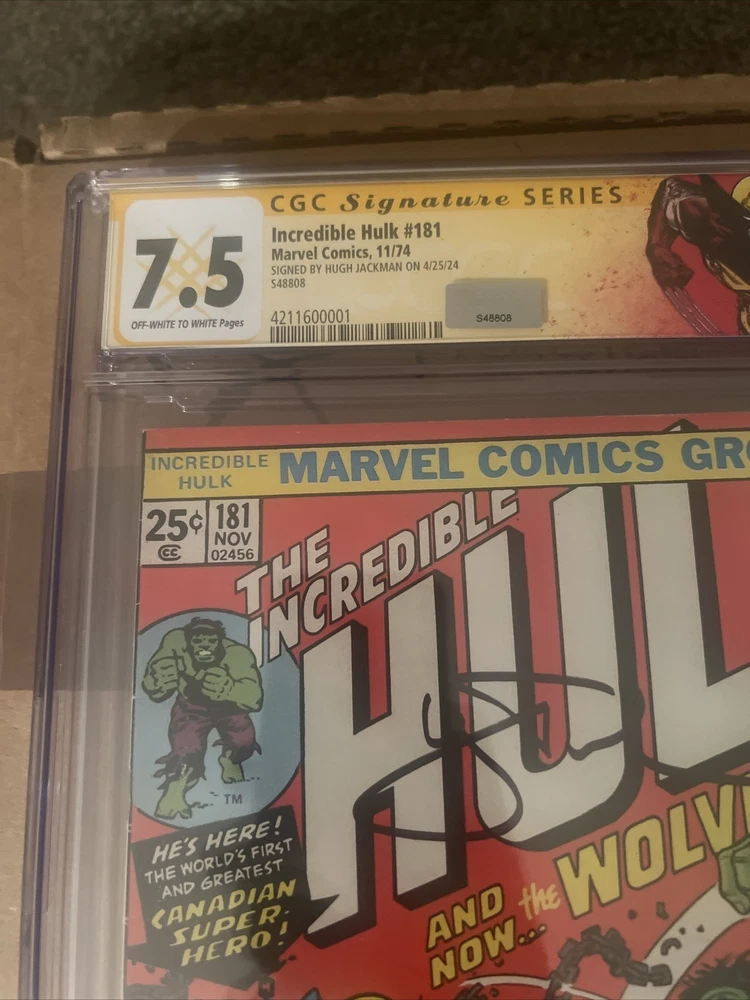 CGC Signature SERIES
7.5
OFF-WHITE TO WHITE Pages
Incredible Hulk #181
Marvel Comics, 11/74
SIGNED BY HUGH JACKMAN ON 4/25/24
S48808
4211600001
S48808
INCREDIBLE
HULK
MARVEL COMICS GRO
25¢
CC
181
NOV
02456
THE
INCREDIBLE
HUL
TM
HE'S HERE!
THE WORLD'S FIRST
AND GREATEST
CANADIAN
SUPER-
HERO!
AND
NOW...
the WOLV